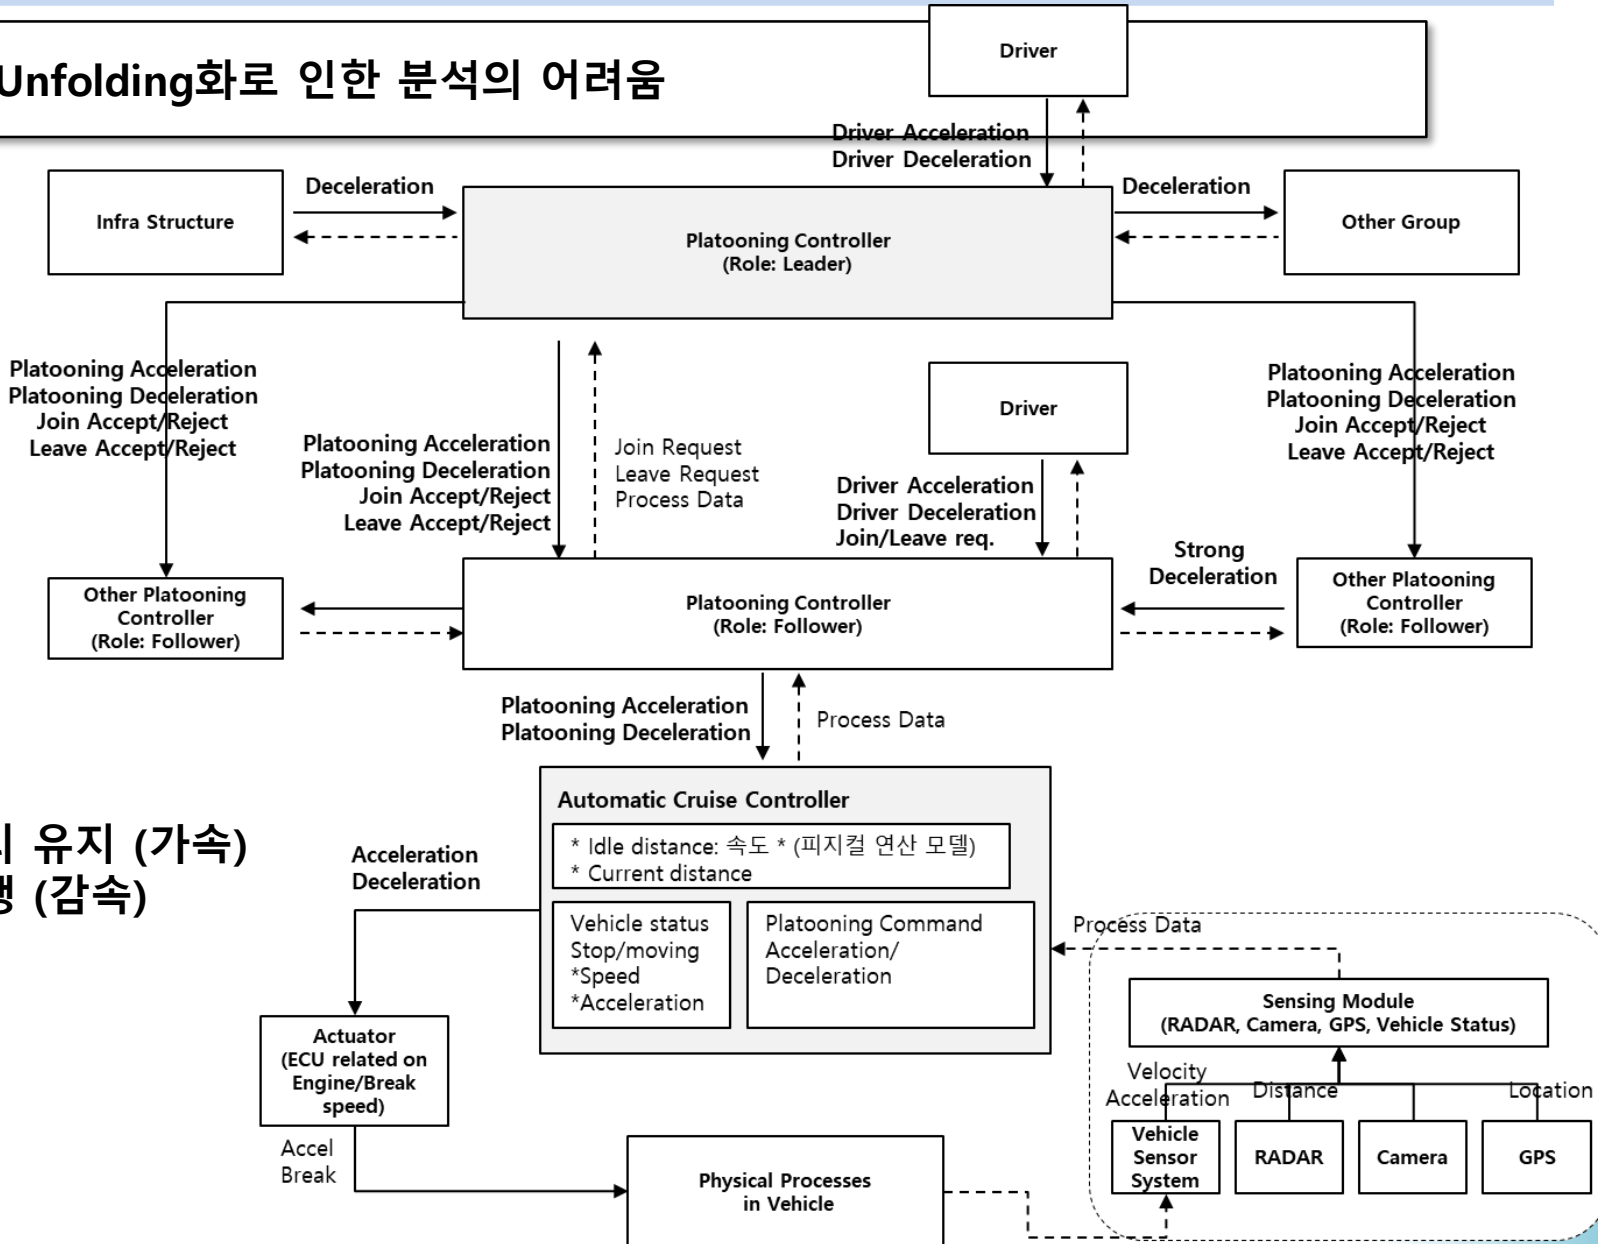 Driver
Unfolding화로 인한 분석의 어려움
Driver Acceleration
Driver Deceleration
Deceleration
Deceleration
Infra Structure
Platooning Controller
(Role: Leader)
Other Group
Platooning Acceleration
Platooning Deceleration
Join Accept/Reject
Leave Accept/Reject
Platooning Acceleration
Platooning Deceleration
Join Accept/Reject
Leave Accept/Reject
Join Request
Leave Request
Process Data
Driver
Driver Acceleration
Driver Deceleration
Join/Leave req.
Platooning Acceleration
Platooning Deceleration
Join Accept/Reject
Leave Accept/Reject
Strong
Deceleration
Other Platooning
Controller
(Role: Follower)
Platooning Controller
(Role: Follower)
Other Platooning
Controller
(Role: Follower)
Platooning Acceleration
Platooning Deceleration
Process Data
Automatic Cruise Controller
* Idle distance: 속도 * (피지컬 연산 모델)
* Current distance
유지 (가속)
(감속)
Acceleration
Deceleration
Vehicle status
Stop/moving
*Speed
*Acceleration
Platooning Command
Acceleration/
Deceleration
Process Data
Sensing Module
(RADAR, Camera, GPS, Vehicle Status)
Actuator
(ECU related on
Engine/Break
speed)
Velocity
Acceleration
Distance
Location
Vehicle
Sensor
System
RADAR
Camera
GPS
Accel
Break
Physical Processes
in Vehicle